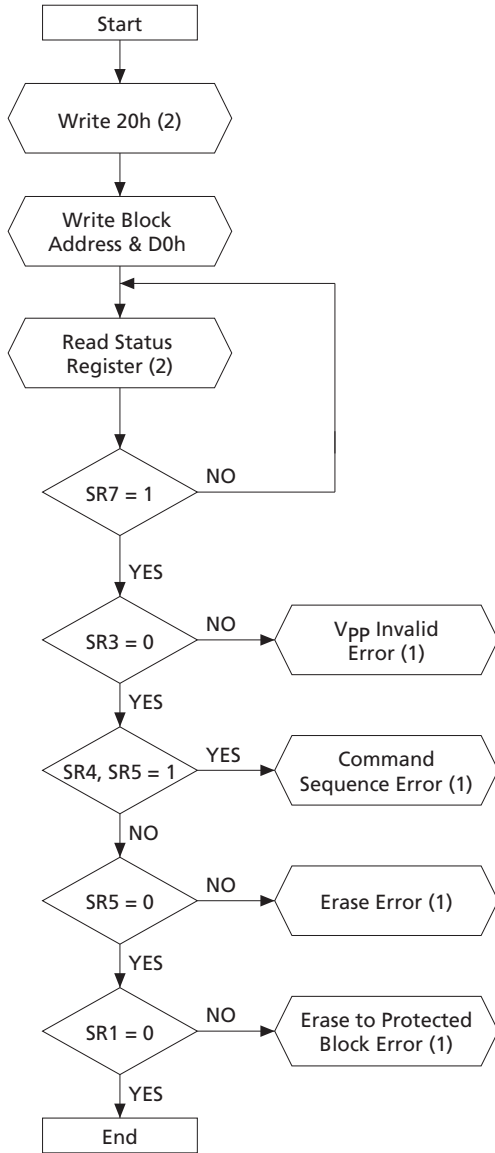 Start
Write 20h (2)
Write Block
Address & D0h
Read Status
Register (2)
SR7 = 1
NO
YES
SR3 = 0
NO
VPP Invalid
Error (1)
YES
SR4, SR5 = 1
YES
Command
Sequence Error (1)
NO
SR5 = 0
NO
Erase Error (1)
YES
SR1 = 0
NO
Erase to Protected
Block Error (1)
YES
End